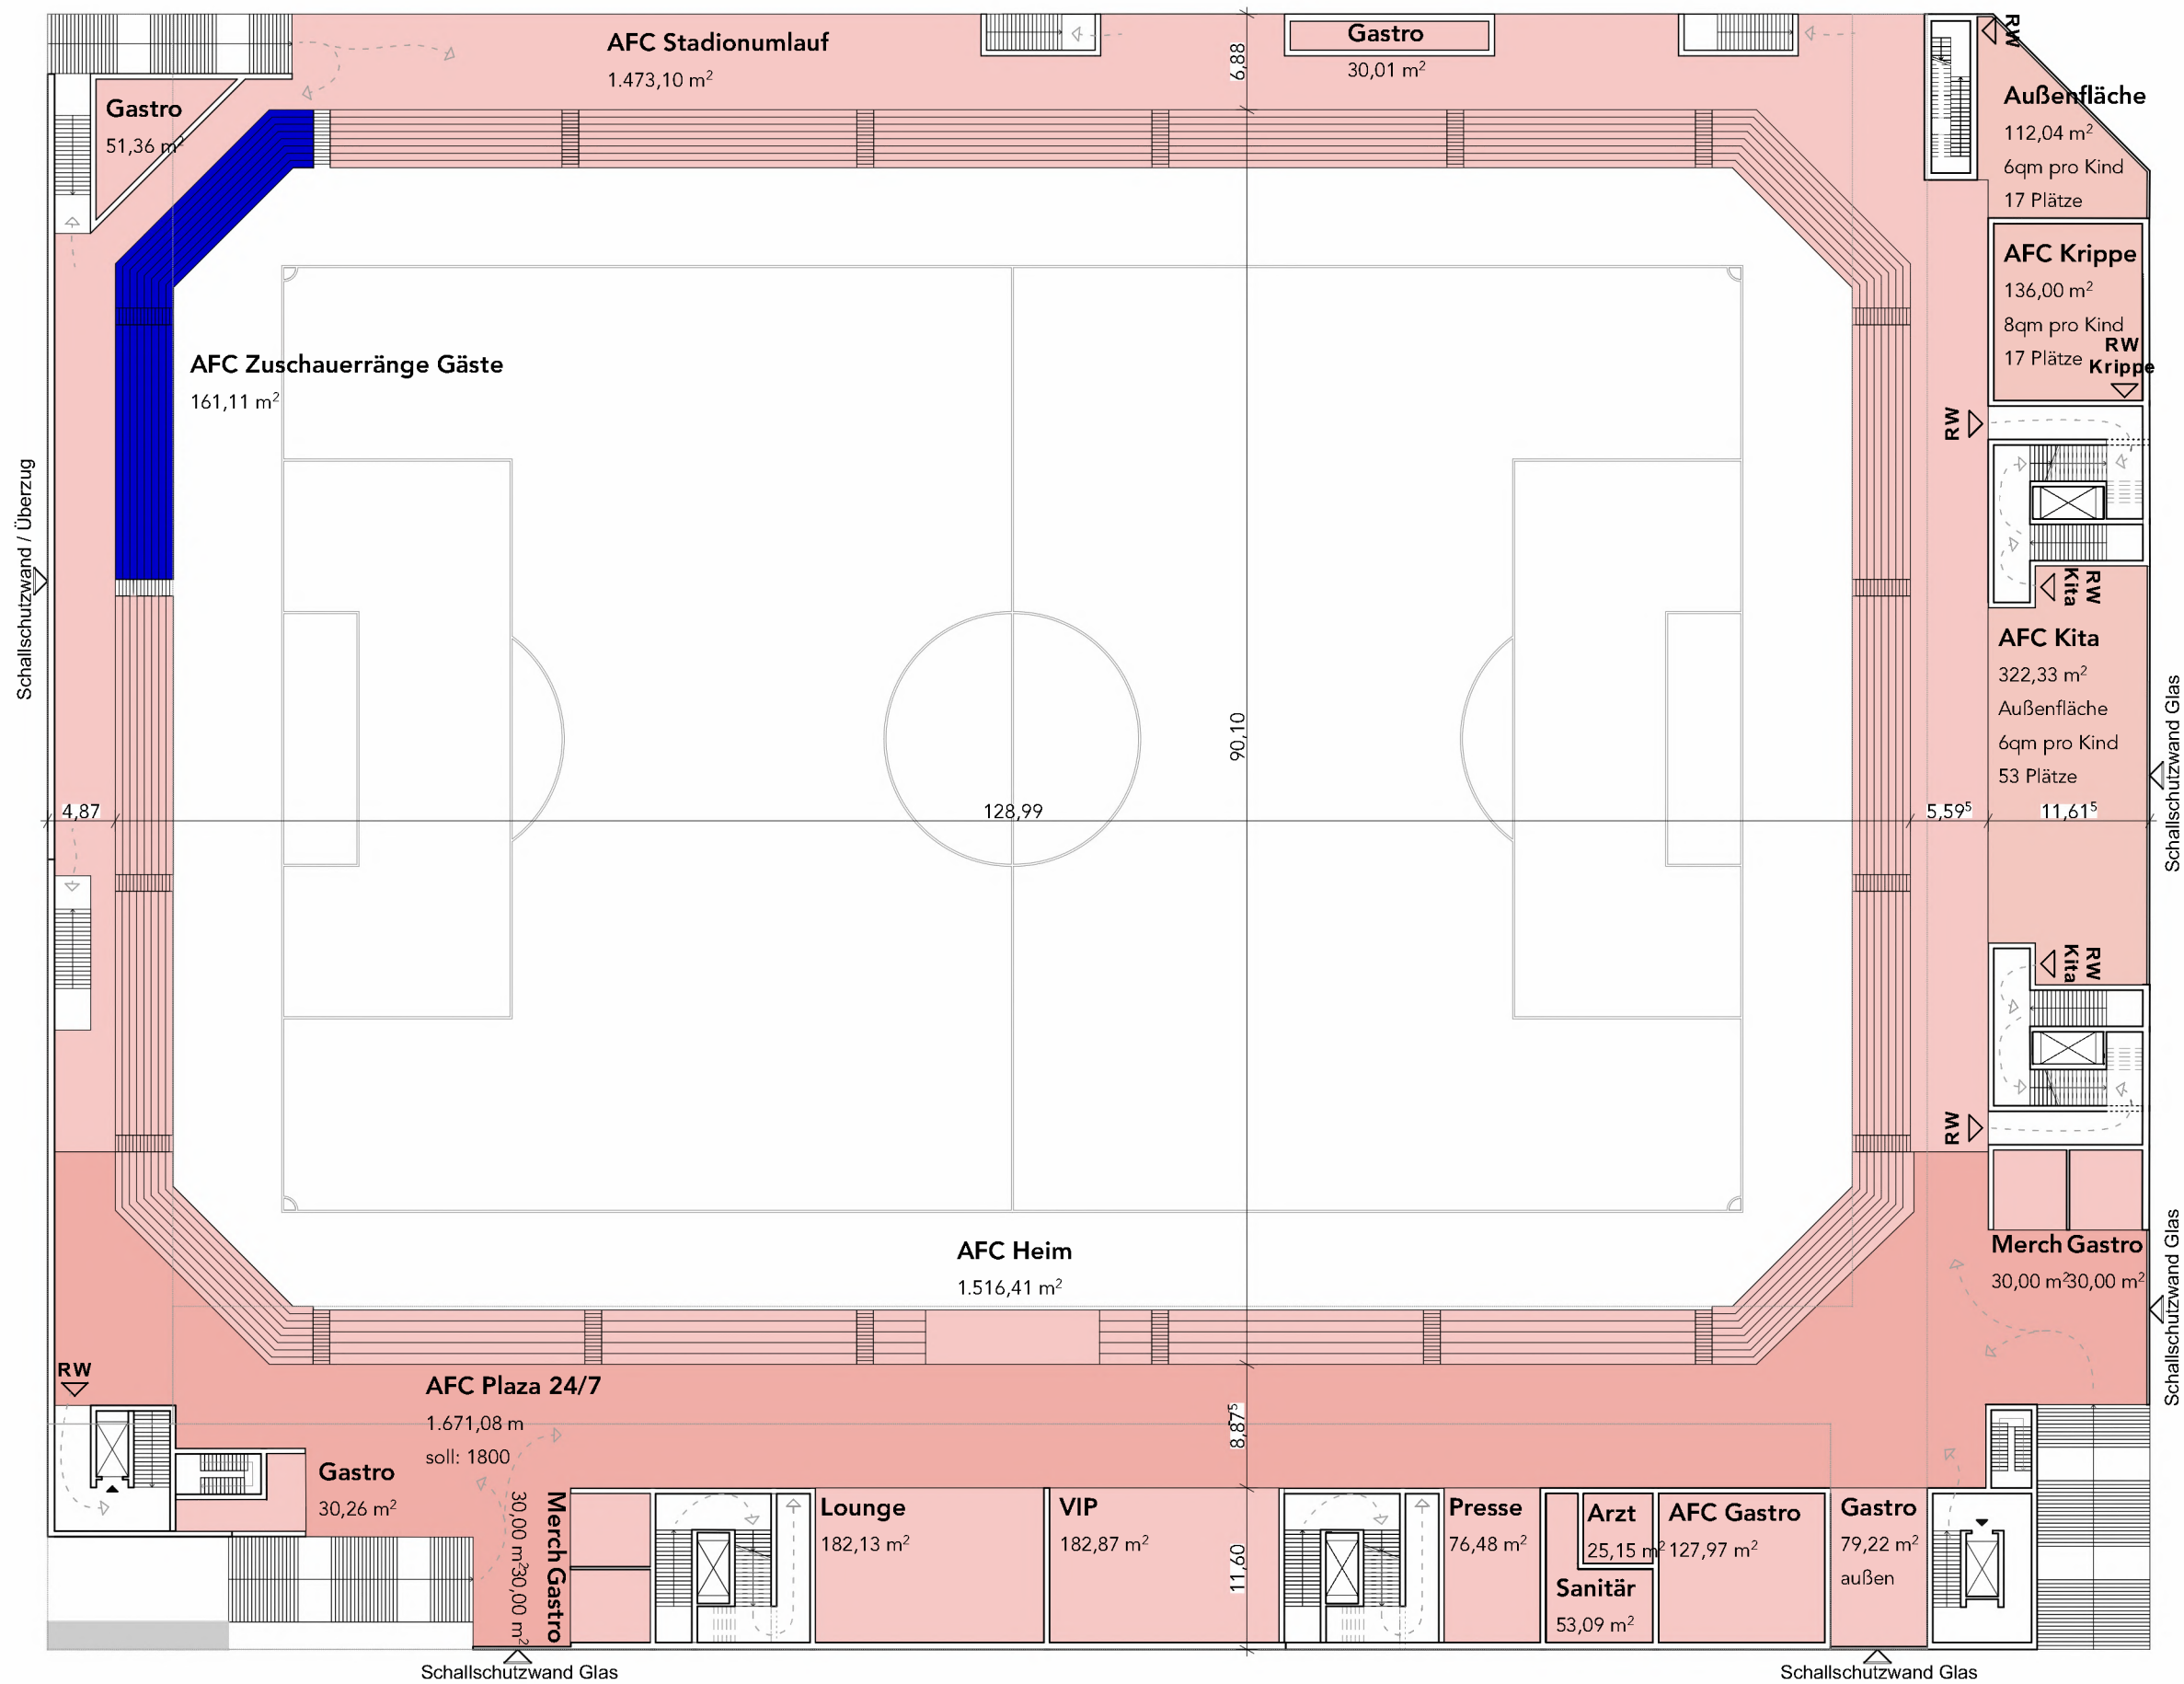 AFC Stadionumlauf
1.473,10 m²
Gastro
30,01 m²
6,88
RW
Gastro
51,36 m²
Außenfläche
112,04 m²
6qm pro Kind
17 Plätze
AFC Krippe
136,00 m²
8qm pro Kind
17 Plätze
RW
Krippe
AFC Zuschauerränge Gäste
161,11 m²
RW
Schallschutzwand / Überzug
RW
Kita
AFC Kita
322,33 m²
Außenfläche
6qm pro Kind
53 Plätze
90,10
Schallschutzwand Glas
4,87
128,99
5,59⁵
11,61⁵
RW
Kita
RW
Merch
30,00 m²
Gastro
30,00 m²
AFC Heim
1.516,41 m²
Schallschutzwand Glas
RW
AFC Plaza 24/7
1.671,08 m
soll: 1800
8,87⁵
Gastro
30,26 m²
Merch
30,00 m²
Gastro
30,00 m²
Lounge
182,13 m²
VIP
182,87 m²
11,60
Presse
76,48 m²
Arzt
25,15 m²
Sanitär
53,09 m²
AFC Gastro
127,97 m²
Gastro
79,22 m²
außen
Schallschutzwand Glas
Schallschutzwand Glas